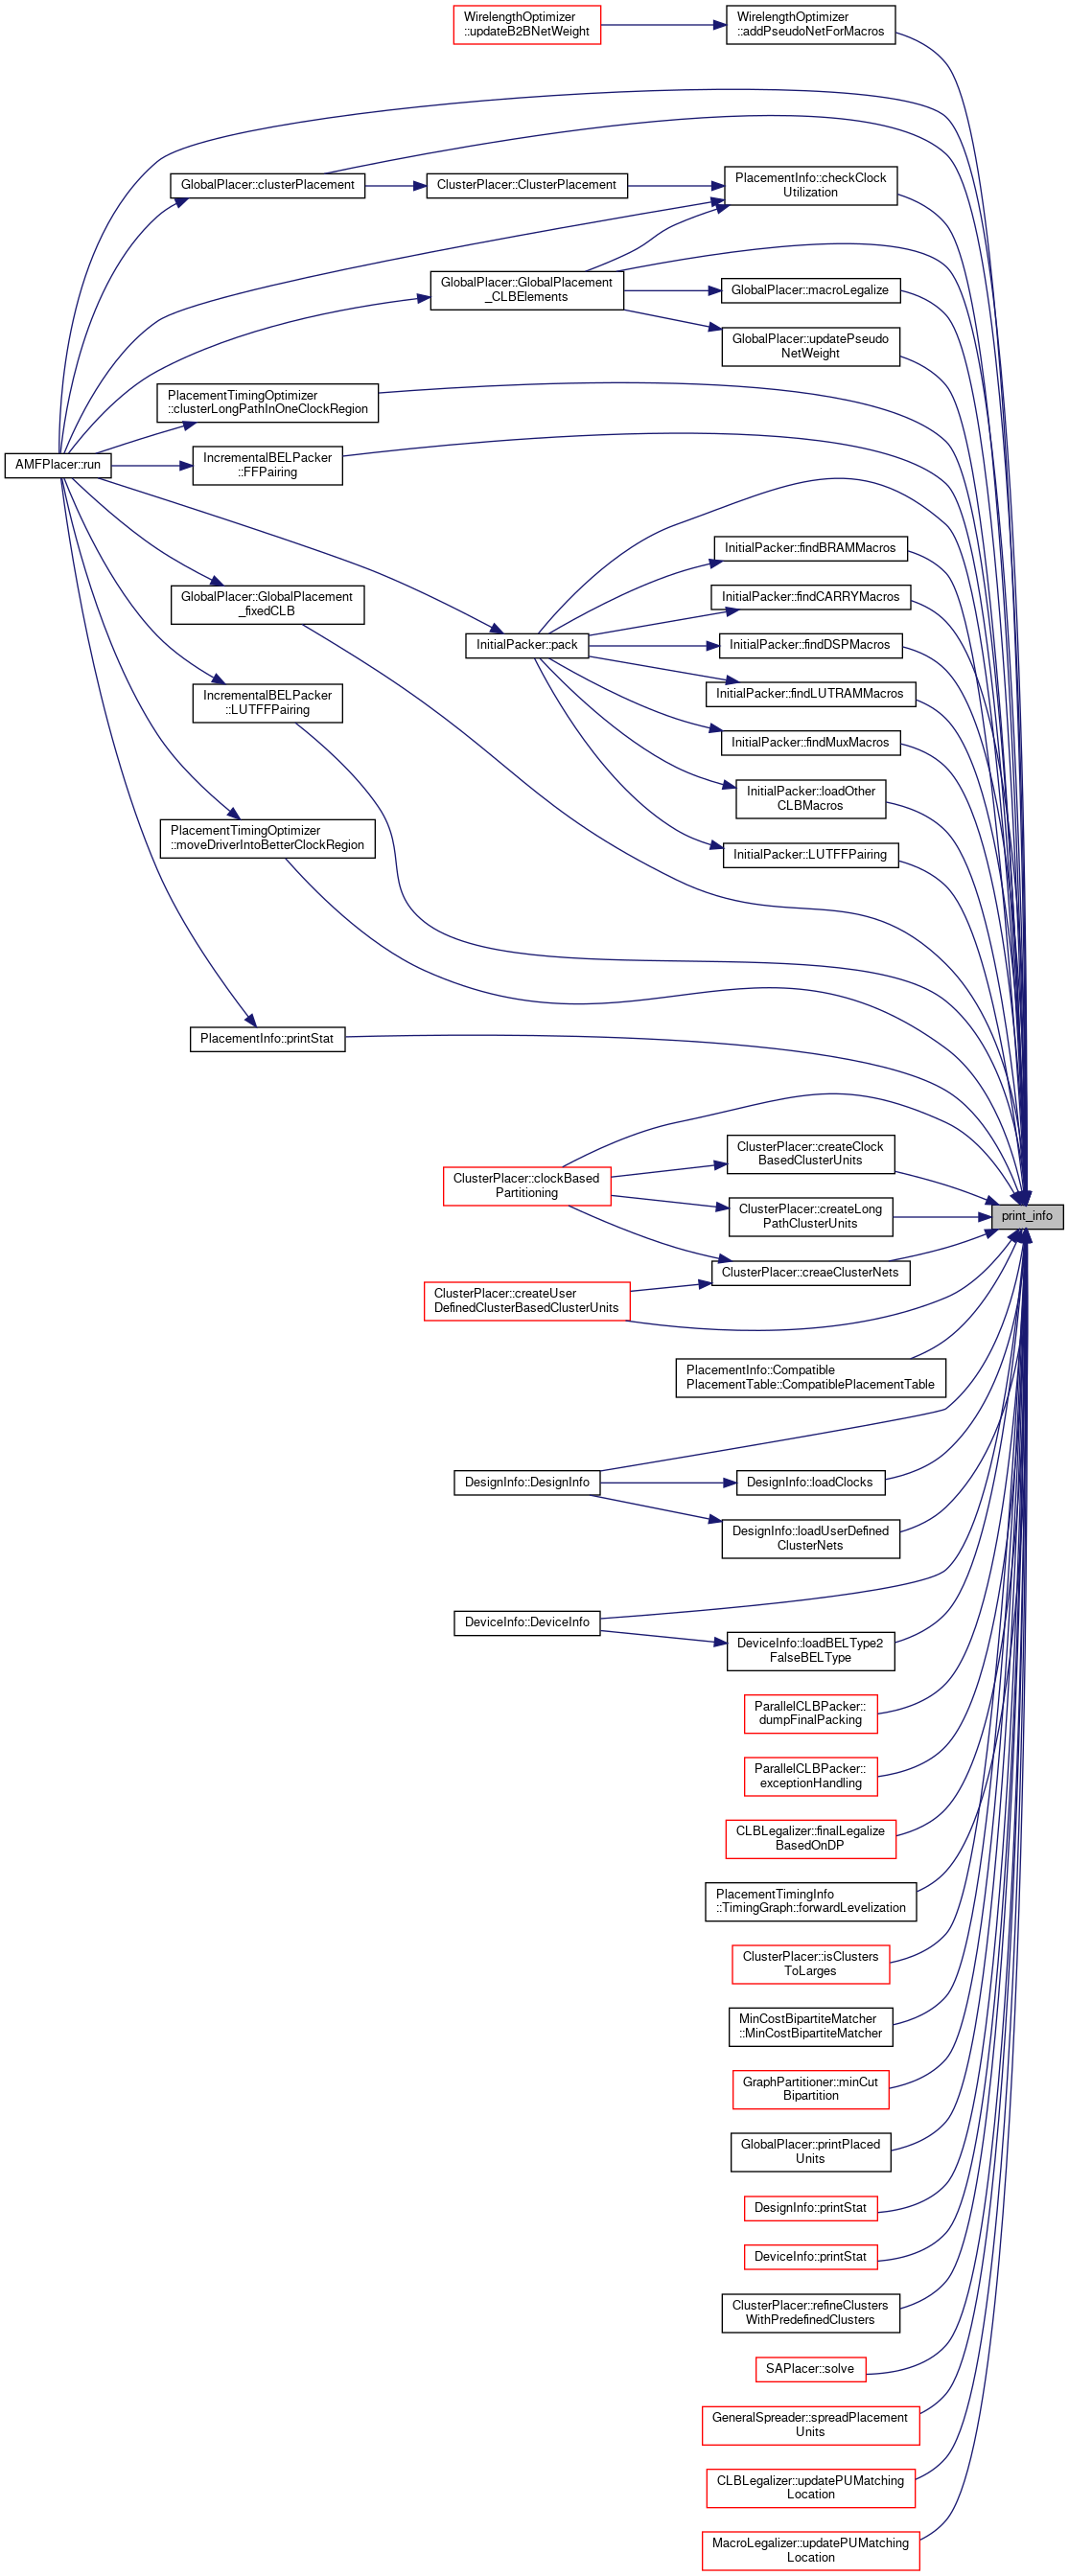 WirelengthOptimizer
::updateB2BNetWeight
WirelengthOptimizer
::addPseudoNetForMacros
GlobalPlacer::clusterPlacement
ClusterPlacer::ClusterPlacement
PlacementInfo::checkClock
Utilization
GlobalPlacer::GlobalPlacement
_CLBElements
GlobalPlacer::macroLegalize
GlobalPlacer::updatePseudo
NetWeight
PlacementTimingOptimizer
::clusterLongPathInOneClockRegion
AMFPlacer::run
IncrementalBELPacker
::FFPairing
InitialPacker::findBRAMMacros
GlobalPlacer::GlobalPlacement
_fixedCLB
InitialPacker::findCARRYMacros
InitialPacker::pack
InitialPacker::findDSPMacros
IncrementalBELPacker
::LUTFFPairing
InitialPacker::findLUTRAMMacros
InitialPacker::findMuxMacros
InitialPacker::loadOther
CLBMacros
PlacementTimingOptimizer
::moveDriverIntoBetterClockRegion
InitialPacker::LUTFFPairing
PlacementInfo::printStat
ClusterPlacer::clockBased
Partitioning
ClusterPlacer::createClock
BasedClusterUnits
ClusterPlacer::createLong
PathClusterUnits
print_info
ClusterPlacer::creaeClusterNets
ClusterPlacer::createUser
DefinedClusterBasedClusterUnits
PlacementInfo::Compatible
PlacementTable::CompatiblePlacementTable
DesignInfo::DesignInfo
DesignInfo::loadClocks
DesignInfo::loadUserDefined
ClusterNets
DeviceInfo::DeviceInfo
DeviceInfo::loadBELType2
FalseBELType
ParallelCLBPacker::
dumpFinalPacking
ParallelCLBPacker::
exceptionHandling
CLBLegalizer::finalLegalize
BasedOnDP
PlacementTimingInfo
::TimingGraph::forwardLevelization
ClusterPlacer::isClusters
ToLarges
MinCostBipartiteMatcher
::MinCostBipartiteMatcher
GraphPartitioner::minCut
Bipartition
GlobalPlacer::printPlaced
Units
DesignInfo::printStat
DeviceInfo::printStat
ClusterPlacer::refineClusters
WithPredefinedClusters
SAPlacer::solve
GeneralSpreader::spreadPlacement
Units
CLBLegalizer::updatePUMatching
Location
MacroLegalizer::updatePUMatching
Location